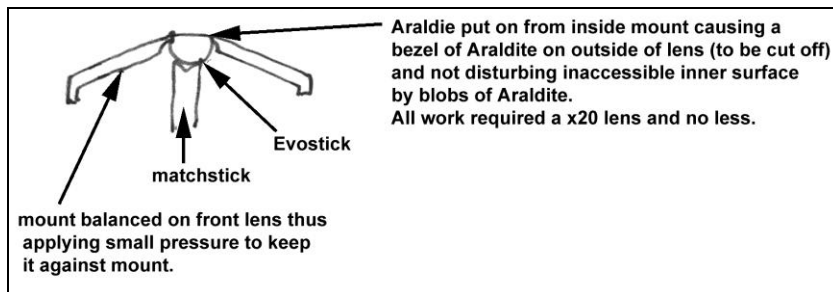 Araldie put on from inside mount causing a
bezel of Araldite on outside of lens (to be cut off)
and not disturbing inaccessible inner surface
by blobs of Araldite.
All work required a x20 lens and no less.
Evostick
matchstick
mount balanced on front lens thus
applying small pressure to keep
it against mount.